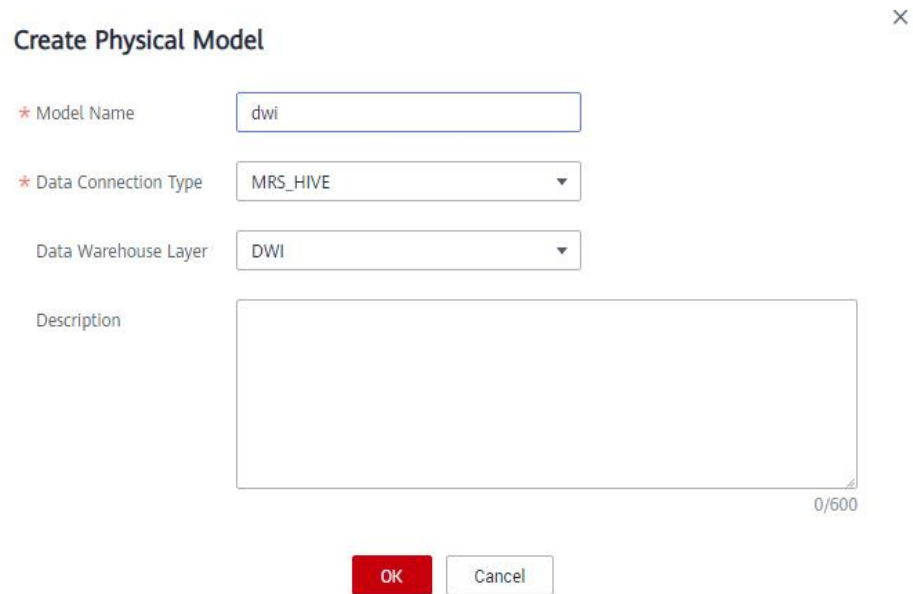 Create Physical Model
* Model Name dwi
* Data Connection Type MRS_HIVE
Data Warehouse Layer DWI
Description
0/600
OK Cancel